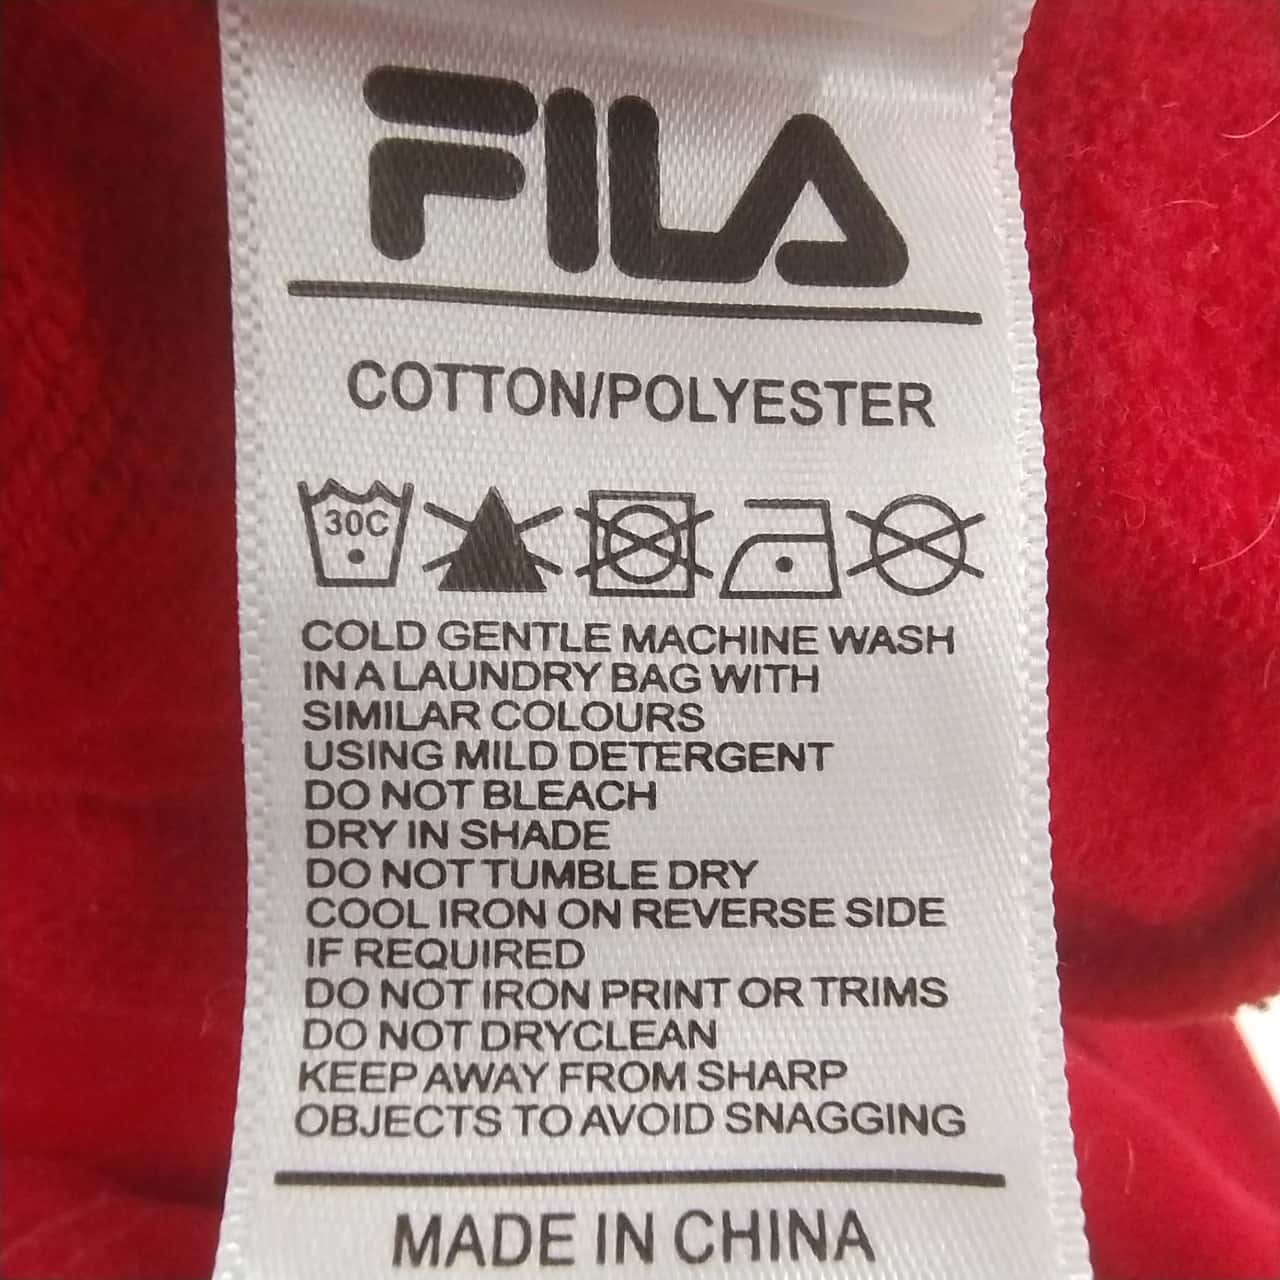 FILA
COTTON/POLYESTER
30C
COLD GENTLE MACHINE WASH
IN A LAUNDRY BAG WITH
SIMILAR COLOURS
USING MILD DETERGENT
DO NOT BLEACH
DRY IN SHADE
DO NOT TUMBLE DRY
COOL IRON ON REVERSE SIDE
IF REQUIRED
DO NOT IRON PRINT OR TRIMS
DO NOT DRYCLEAN
KEEP AWAY FROM SHARP
OBJECTS TO AVOID SNAGGING
MADE IN CHINA